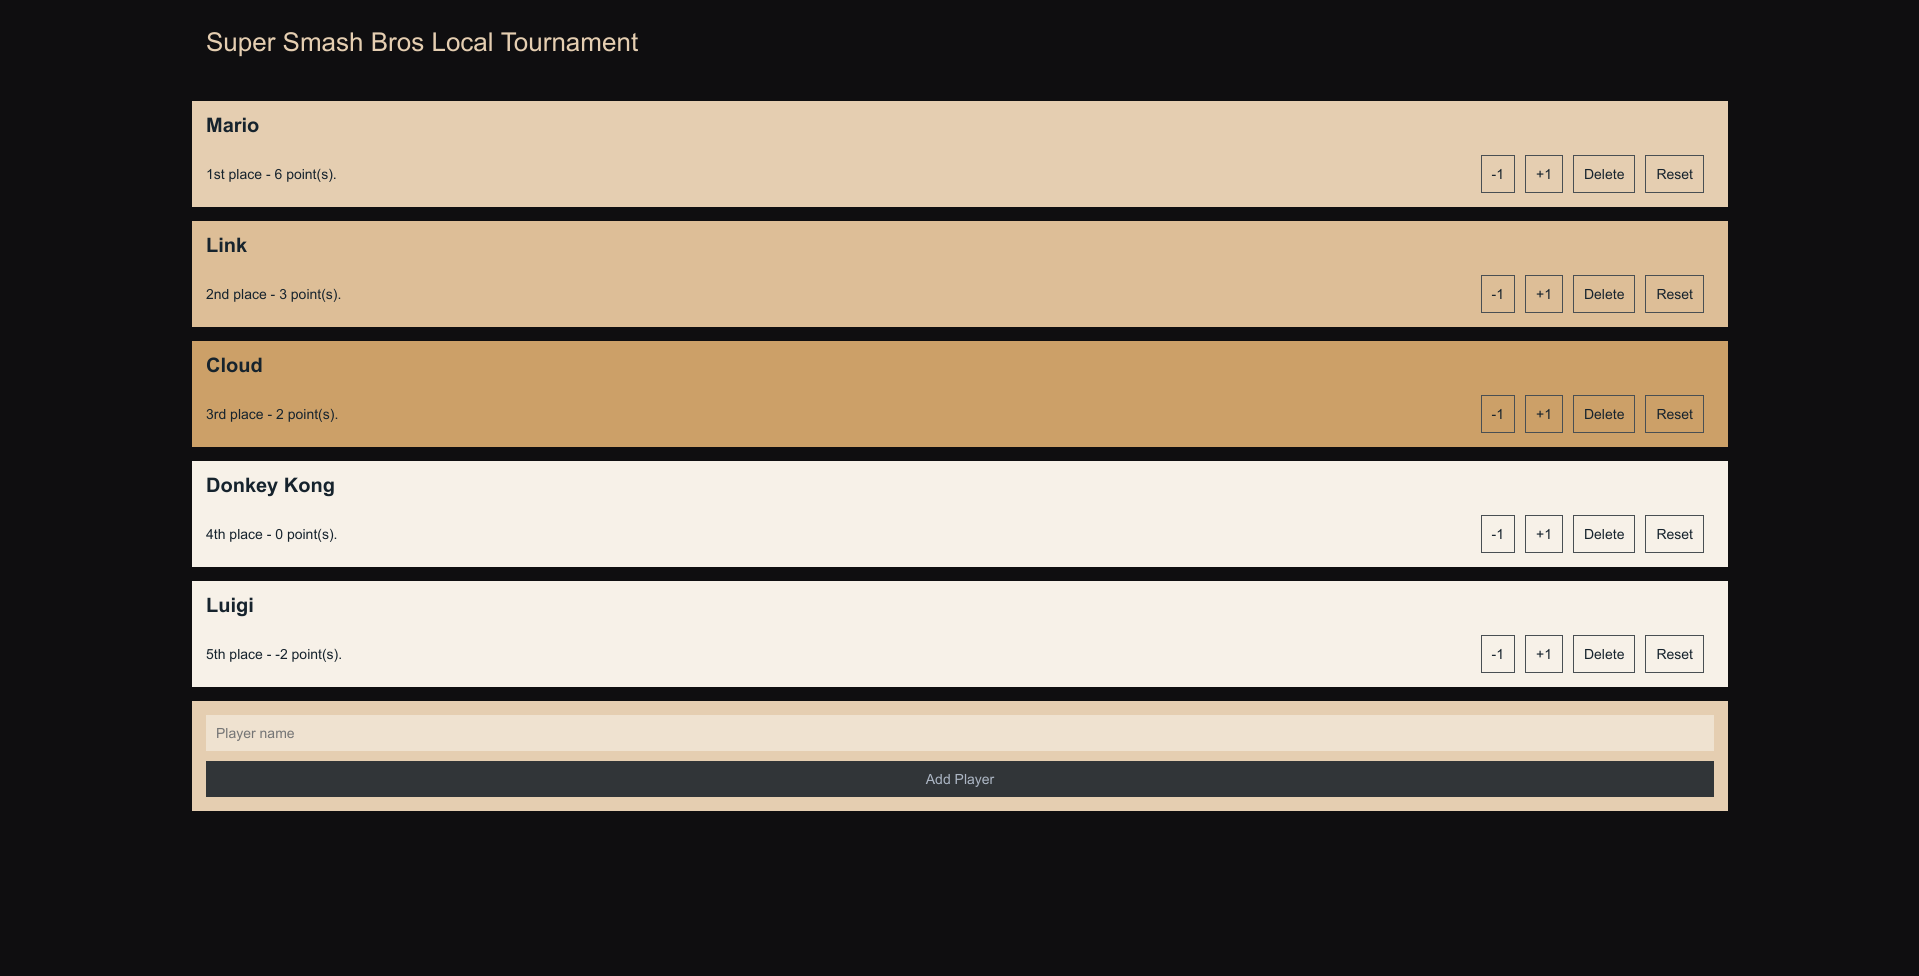 Super Smash Bros Local Tournament
Mario
1st place - 6 point(s). -1 +1 Delete Reset
Link
2nd place - 3 point(s). -1 +1 Delete Reset
Cloud
3rd place - 2 point(s). -1 +1 Delete Reset
Donkey Kong
4th place - 0 point(s). -1 +1 Delete Reset
Luigi
5th place - -2 point(s). -1 +1 Delete Reset
Player name
Add Player